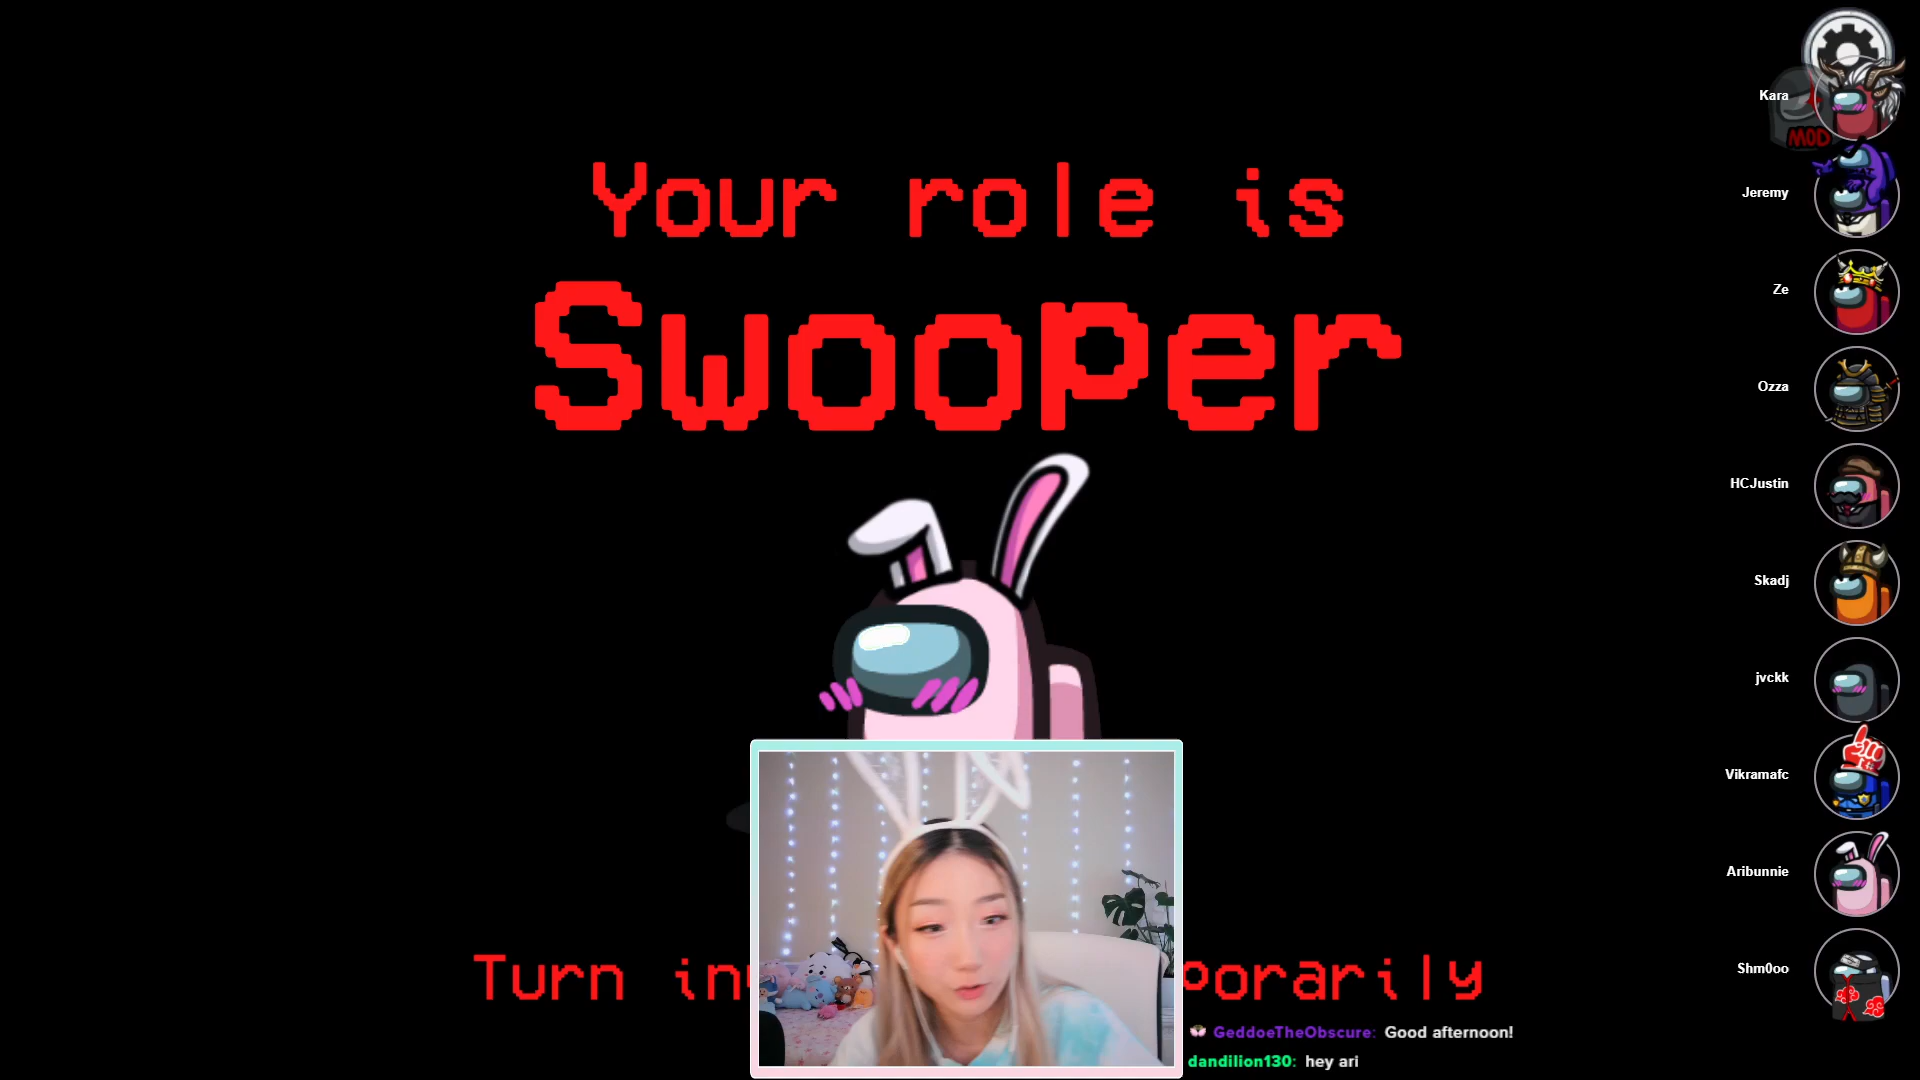 Your role is
Swooper
Turn in
porarily
Kara
MOD
Jeremy
Ze
Ozza
HCJustin
Skadj
jvckk
Vikramafc
Aribunnie
Shm0oo
GeddoeTheObscure: Good afternoon!
dandilion130: hey ari